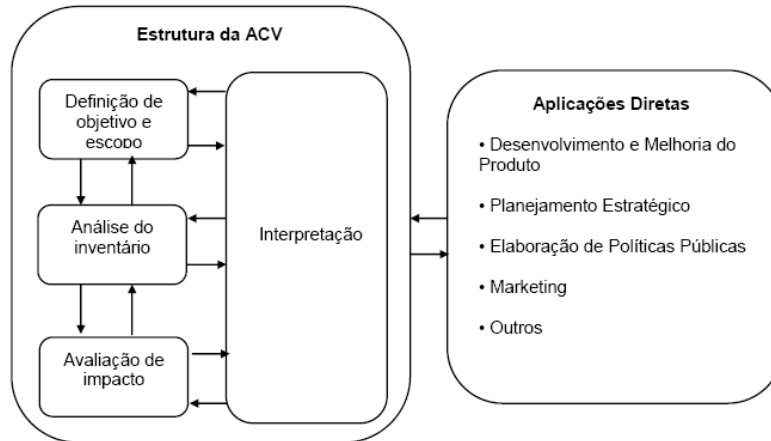 Estrutura da ACV
Definição de
objetivo e
escopo
Análise do
inventário
Avaliação de
impacto
Interpretação
Aplicações Diretas
• Desenvolvimento e Melhoria do
Produto
• Planejamento Estratégico
• Elaboração de Políticas Públicas
• Marketing
• Outros